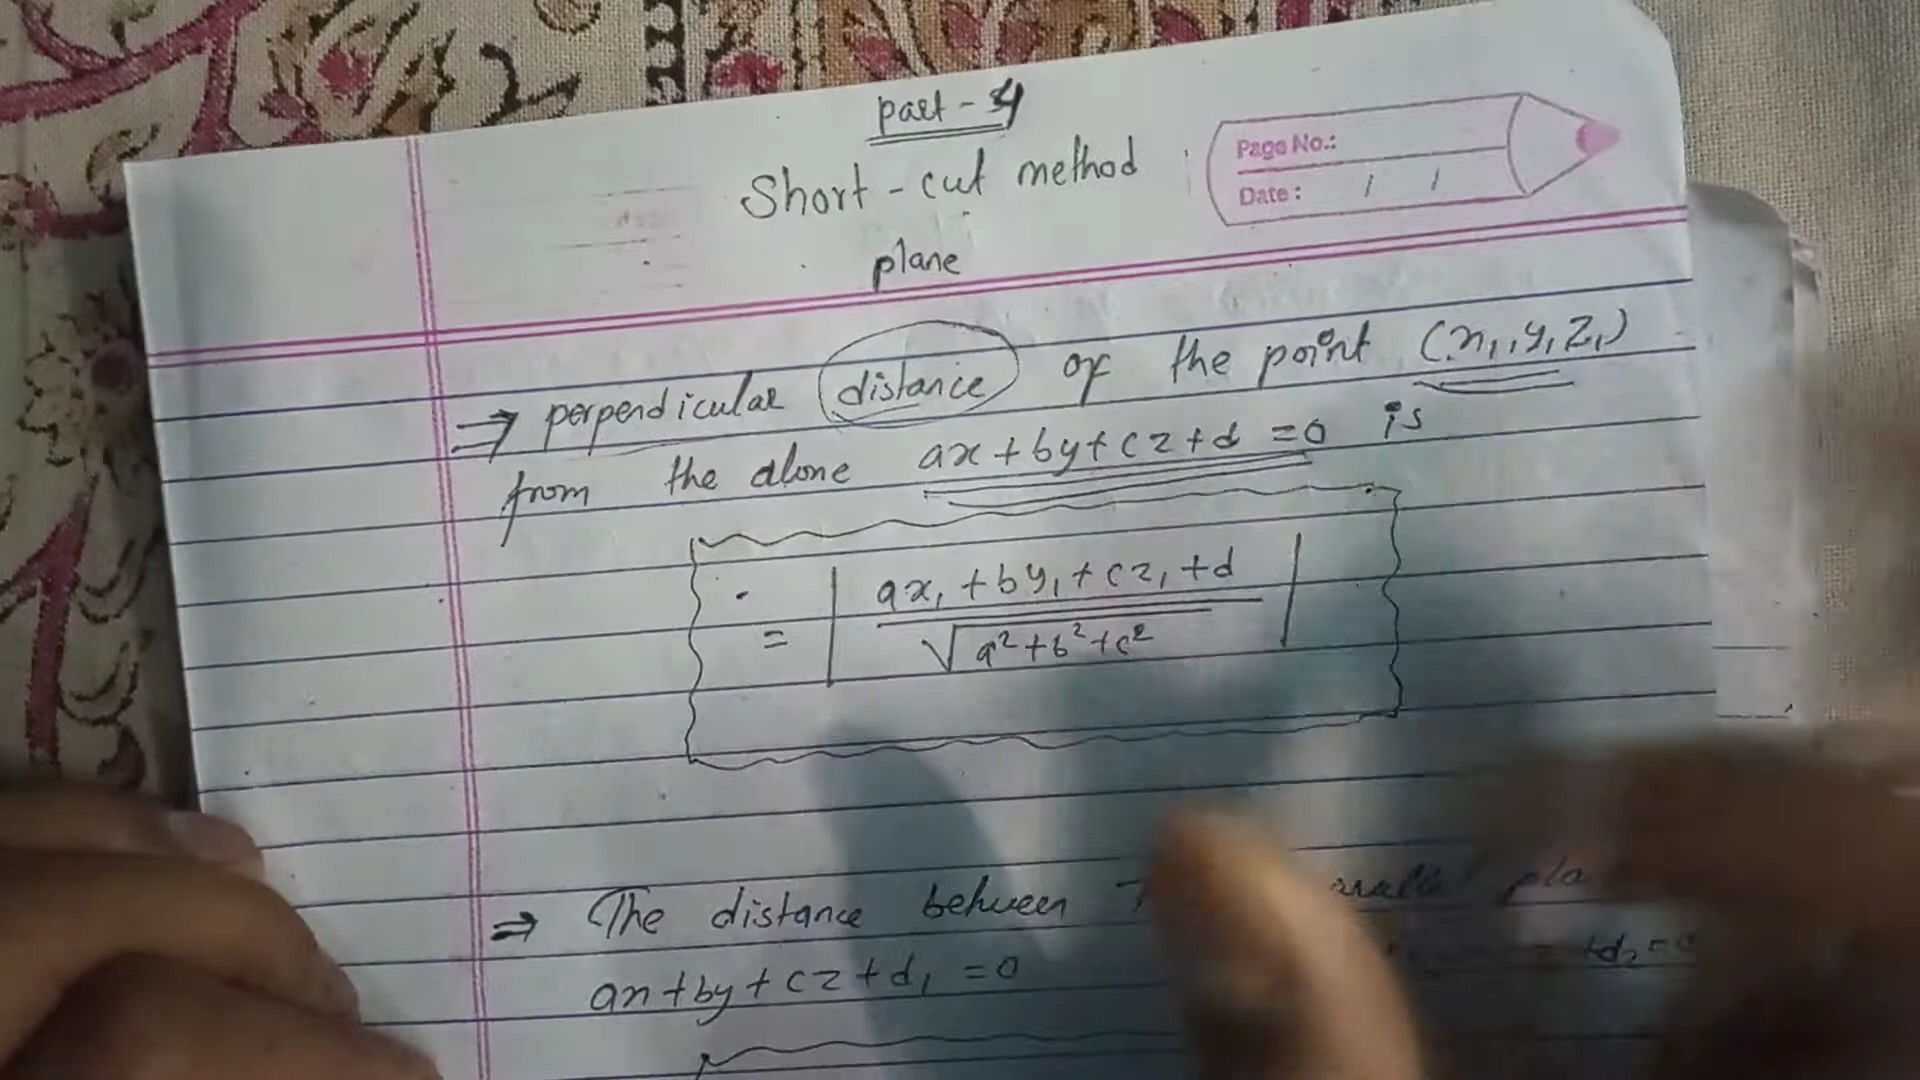 part - 4
Short - cut method
plane
Page No.:
Date : / /
⇒ perpendicular distance of the point (x₁, y₁ z₁)
from the alone ax + by + cz + d = 0 is
= | ax₁ + by₁ + cz₁ + d / √a² + b² + c² |
⇒ The distance between
ax + by + cz + d₁ = 0 + d₂ =